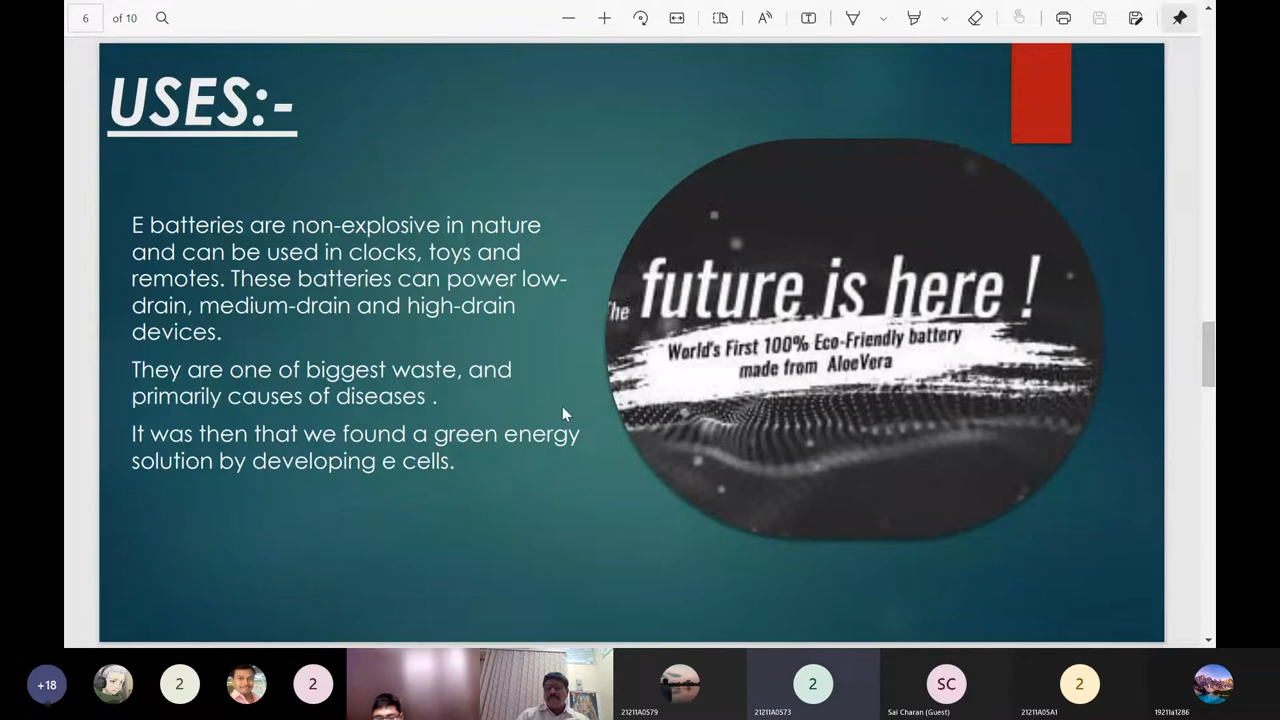 6 of 10
USES:-
E batteries are non-explosive in nature
and can be used in clocks, toys and
remotes. These batteries can power low-
drain, medium-drain and high-drain
devices.
They are one of biggest waste, and
primarily causes of diseases .
It was then that we found a green energy
solution by developing e cells.
The future is here !
World's First 100% Eco-Friendly battery
made from AloeVera
+18
2
2
2
SC
2
21211A0579
21211A0573
Sai Charan (Guest)
21211A05A1
19211a1286